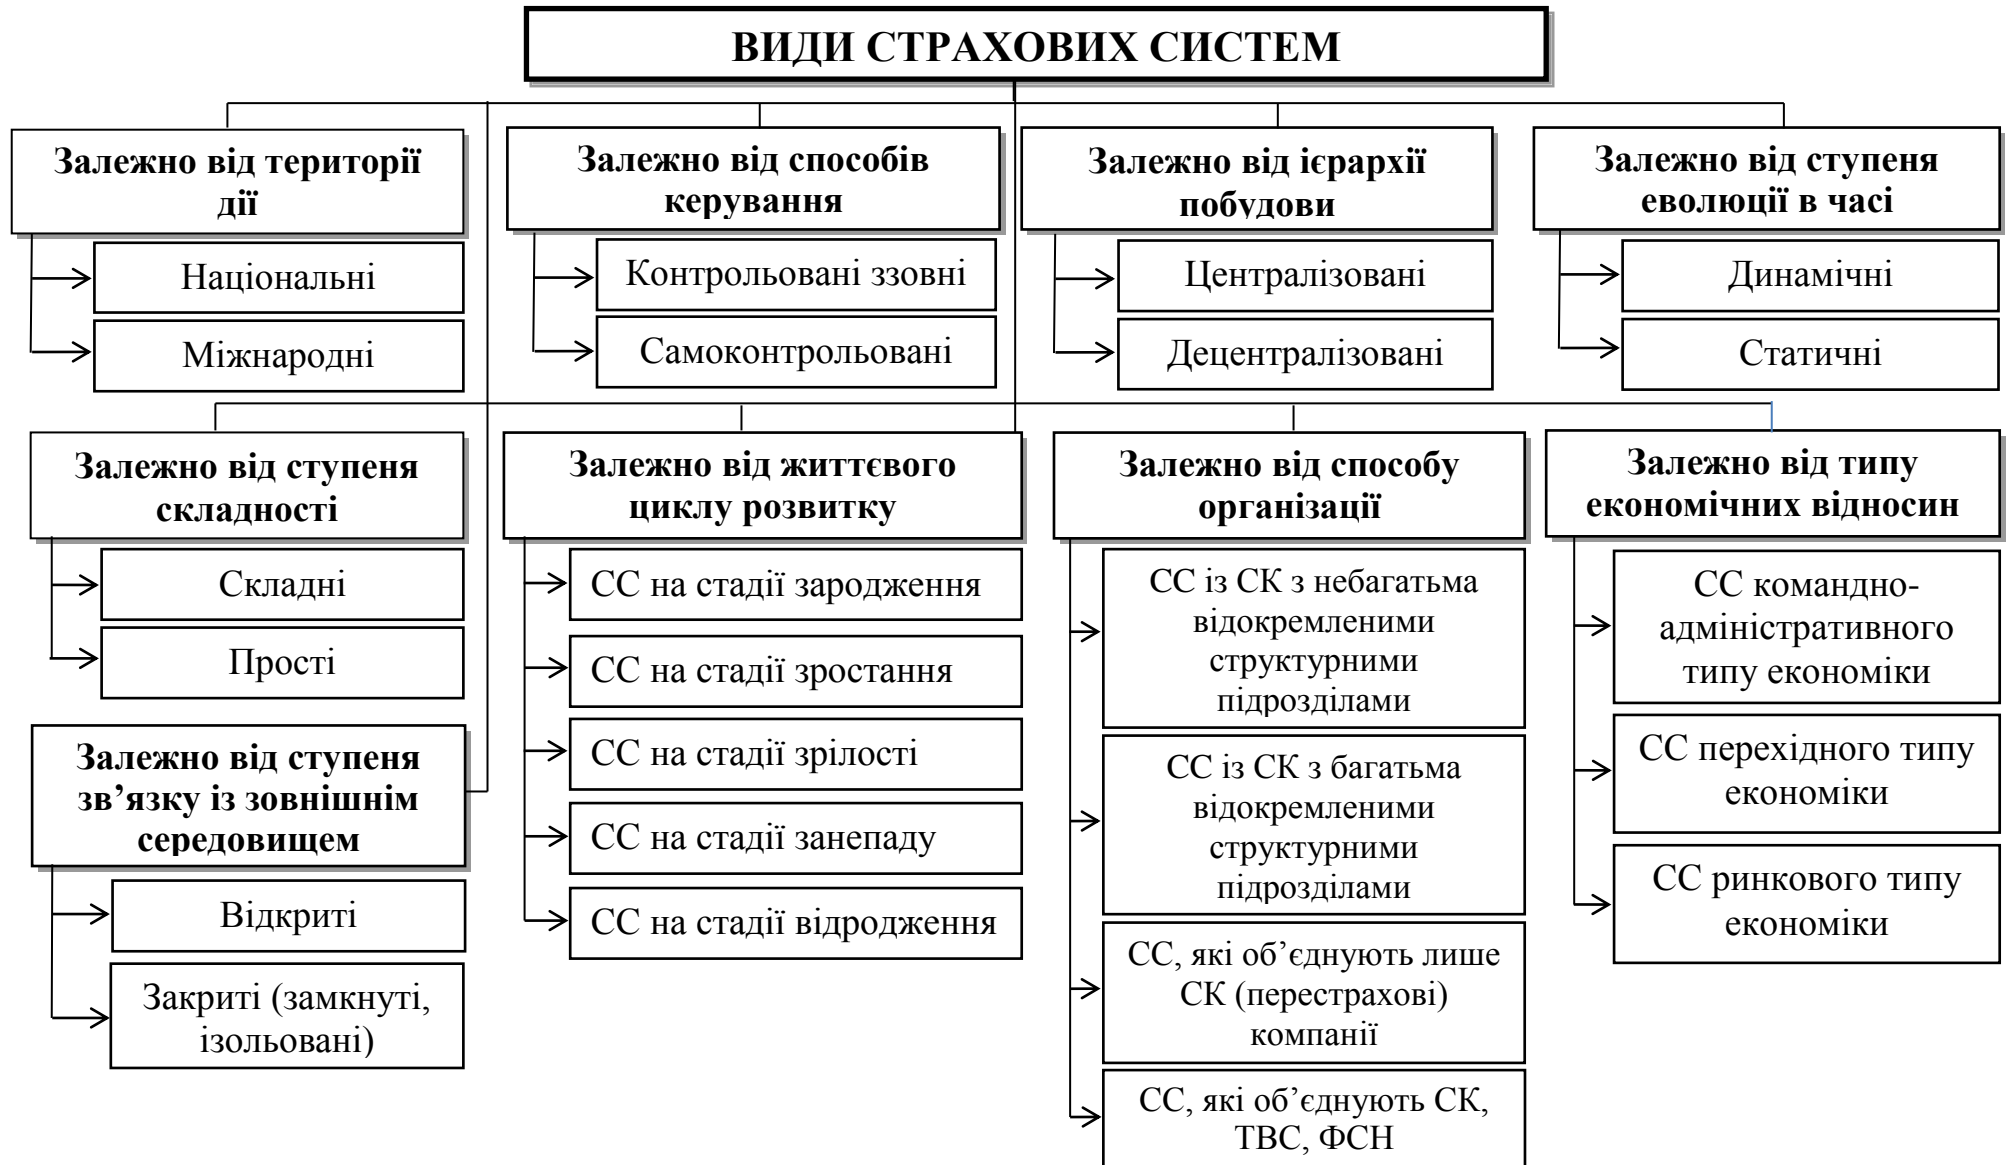 ВИДИ СТРАХОВИХ СИСТЕМ
Залежно від території
дії
Національні
Міжнародні
Залежно від способів
керування
Контрольовані ззовні
Самоконтрольовані
Залежно від ієрархії
побудови
Централізовані
Децентралізовані
Залежно від ступеня
еволюції в часі
Динамічні
Статичні
Залежно від ступеня
складності
Складні
Прості
Залежно від ступеня
зв’язку із зовнішнім
середовищем
Відкриті
Закриті (замкнуті,
ізольовані)
Залежно від життєвого
циклу розвитку
СС на стадії зародження
СС на стадії зростання
СС на стадії зрілості
СС на стадії занепаду
СС на стадії відродження
Залежно від способу
організації
СС із СК з небагатьма
відокремленими
структурними
підрозділами
СС із СК з багатьма
відокремленими
структурними
підрозділами
СС, які об’єднують лише
СК (перестрахові)
компанії
СС, які об’єднують СК,
ТВС, ФСН
Залежно від типу
економічних відносин
СС командно-
адміністративного
типу економіки
СС перехідного типу
економіки
СС ринкового типу
економіки